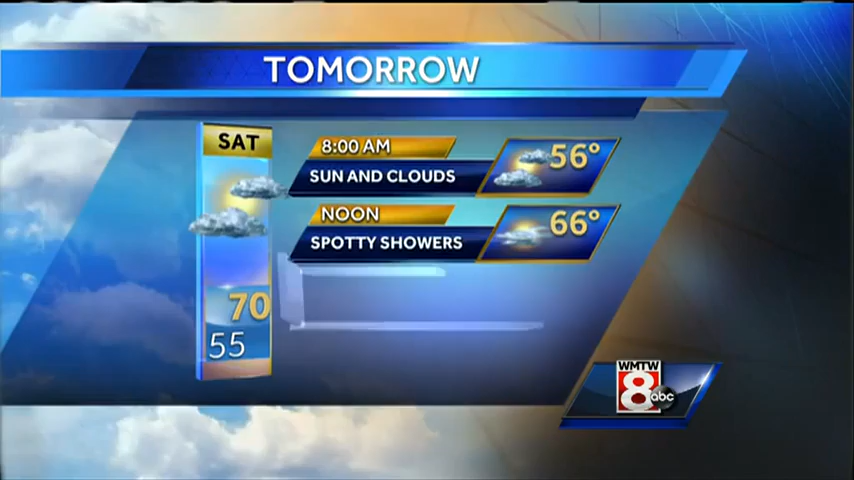 TOMORROW
SAT
70
55
8:00 AM
56°
SUN AND CLOUDS
NOON
66°
SPOTTY SHOWERS
WMTW
8
abc